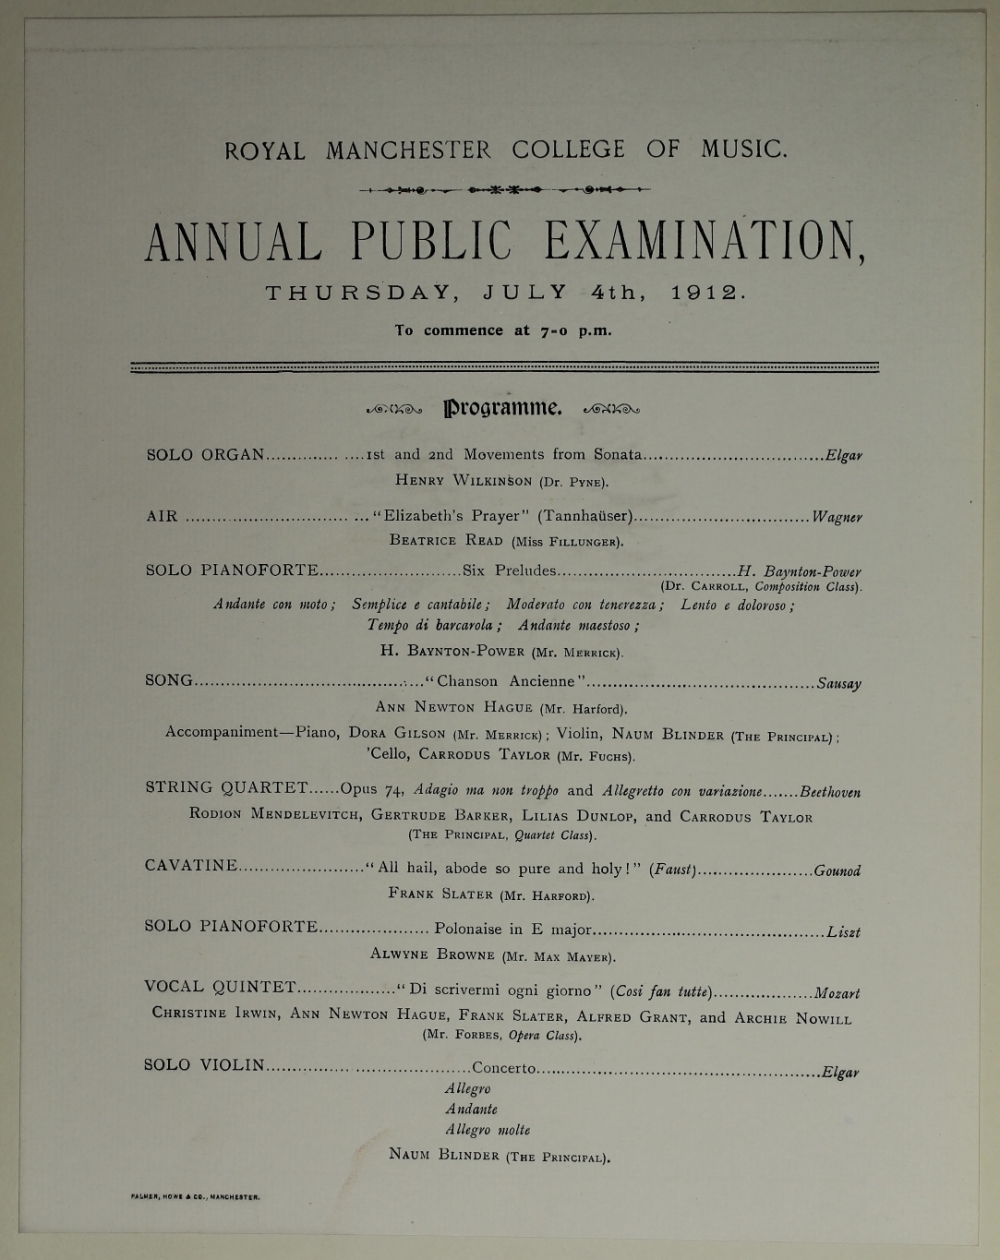 ROYAL MANCHESTER COLLEGE OF MUSIC.
ANNUAL PUBLIC EXAMINATION,
THURSDAY, JULY 4th, 1912.
To commence at 7-0 p.m.
Programme.
SOLO ORGAN.................1st and 2nd Movements from Sonata.................................Elgar
HENRY WILKINSON (Dr. PYNE).
AIR ................................“Elizabeth's Prayer” (Tannhaüser)................................Wagner
BEATRICE READ (Miss FILLUNGER).
SOLO PIANOFORTE..........................Six Preludes.................................H. Baynton-Power
(Dr. CARROLL, Composition Class).
Andante con moto; Semplice e cantabile; Moderato con tenerezza; Lento e doloroso;
Tempo di barcarola; Andante maestoso;
H. BAYNTON-POWER (Mr. MERRICK).
SONG..........................................“Chanson Ancienne”..........................................Sausay
ANN NEWTON HAGUE (Mr. Harford).
Accompaniment—Piano, DORA GILSON (Mr. MERRICK); Violin, NAUM BLINDER (THE PRINCIPAL);
'Cello, CARRODUS TAYLOR (Mr. FUCHS).
STRING QUARTET......Opus 74, Adagio ma non troppo and Allegretto con variazione.......Beethoven
RODION MENDELEVITCH, GERTRUDE BARKER, LILIAS DUNLOP, and CARRODUS TAYLOR
(THE PRINCIPAL, Quartet Class).
CAVATINE........................“All hail, abode so pure and holy!” (Faust)......................Gounod
FRANK SLATER (Mr. HARFORD).
SOLO PIANOFORTE.....................Polonaise in E major...........................................Liszt
ALWYNE BROWNE (Mr. MAX MAYER).
VOCAL QUINTET..................“Di scrivermi ogni giorno” (Cosi fan tutte)...................Mozart
CHRISTINE IRWIN, ANN NEWTON HAGUE, FRANK SLATER, ALFRED GRANT, and ARCHIE NOWILL
(Mr. FORBES, Opera Class).
SOLO VIOLIN.....................................Concerto....................................................Elgar
Allegro
Andante
Allegro molte
NAUM BLINDER (THE PRINCIPAL).
PALMER, HOWE & CO., MANCHESTER.